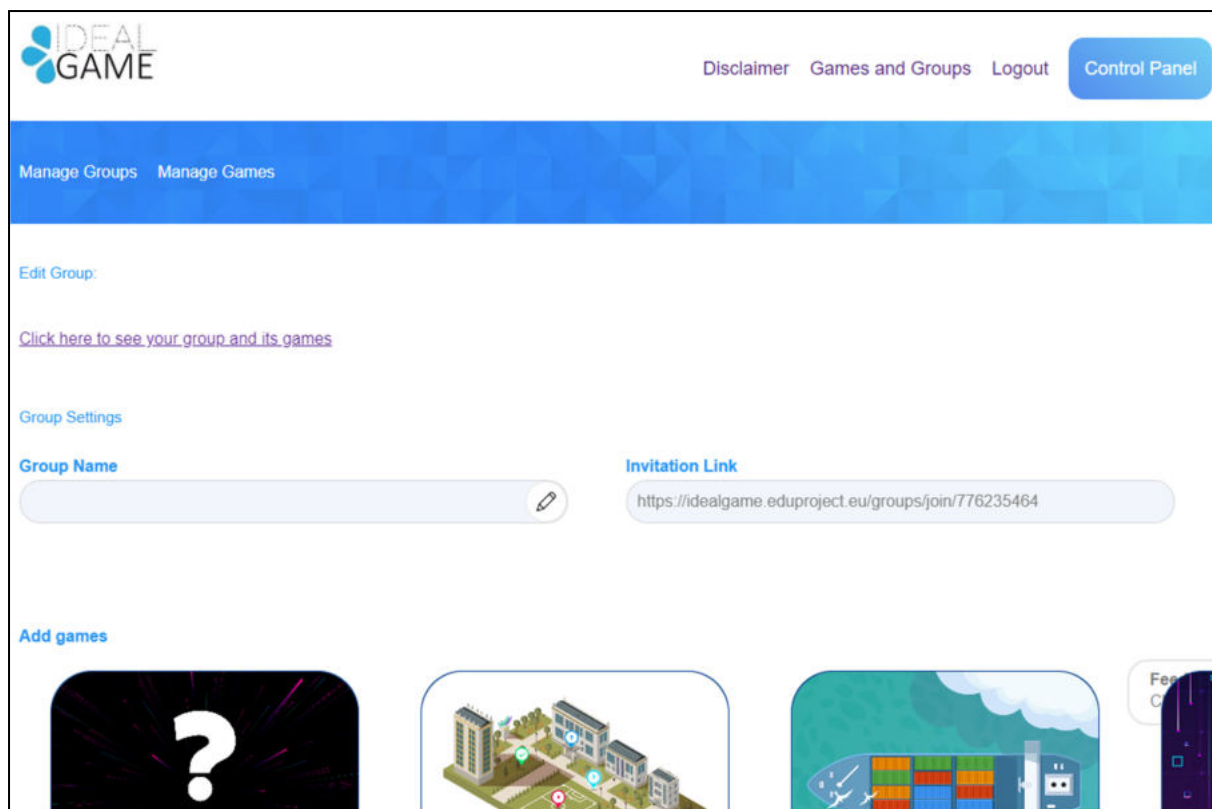 IDEAL
GAME
Disclaimer Games and Groups Logout Control Panel
Manage Groups Manage Games
Edit Group:
Click here to see your group and its games
Group Settings
Group Name Invitation Link
https://idealgame.eduproject.eu/groups/join/776235464
Add games
?